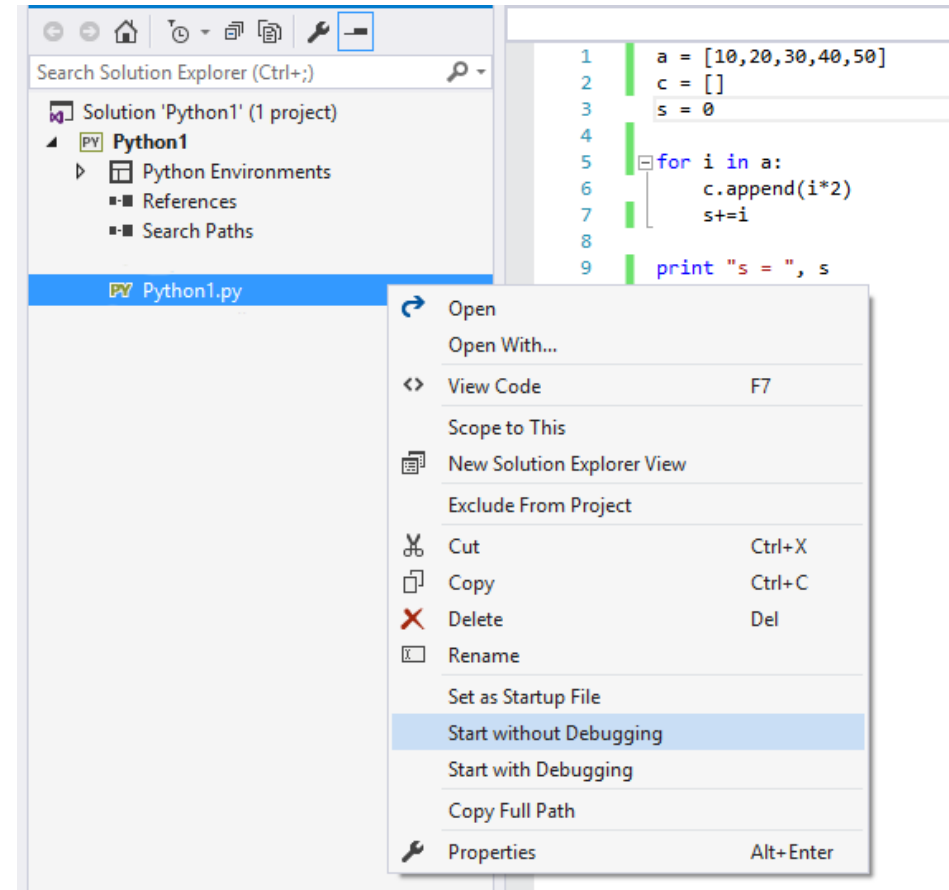 Search Solution Explorer (Ctrl+;)
Solution 'Python1' (1 project)
PY Python1
Python Environments
References
Search Paths
PY Python1.py
1 a = [10,20,30,40,50]
2 c = []
3 s = 0
4
5 for i in a:
6 c.append(i*2)
7 s+=i
8
9 print "s = ", s
Open
Open With...
View Code F7
Scope to This
New Solution Explorer View
Exclude From Project
Cut Ctrl+X
Copy Ctrl+C
Delete Del
Rename
Set as Startup File
Start without Debugging
Start with Debugging
Copy Full Path
Properties Alt+Enter